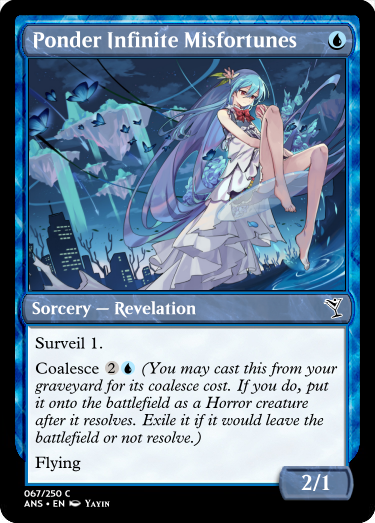 Ponder Infinite Misfortunes
Sorcery — Revelation
Surveil 1.
Coalesce 2 (You may cast this from your
graveyard for its coalesce cost. If you do, put
it onto the battlefield as a Horror creature
after it resolves. Exile it if it would leave the
battlefield or not resolve.)
Flying
2/1
067/250 C
ANS • EN Yayin